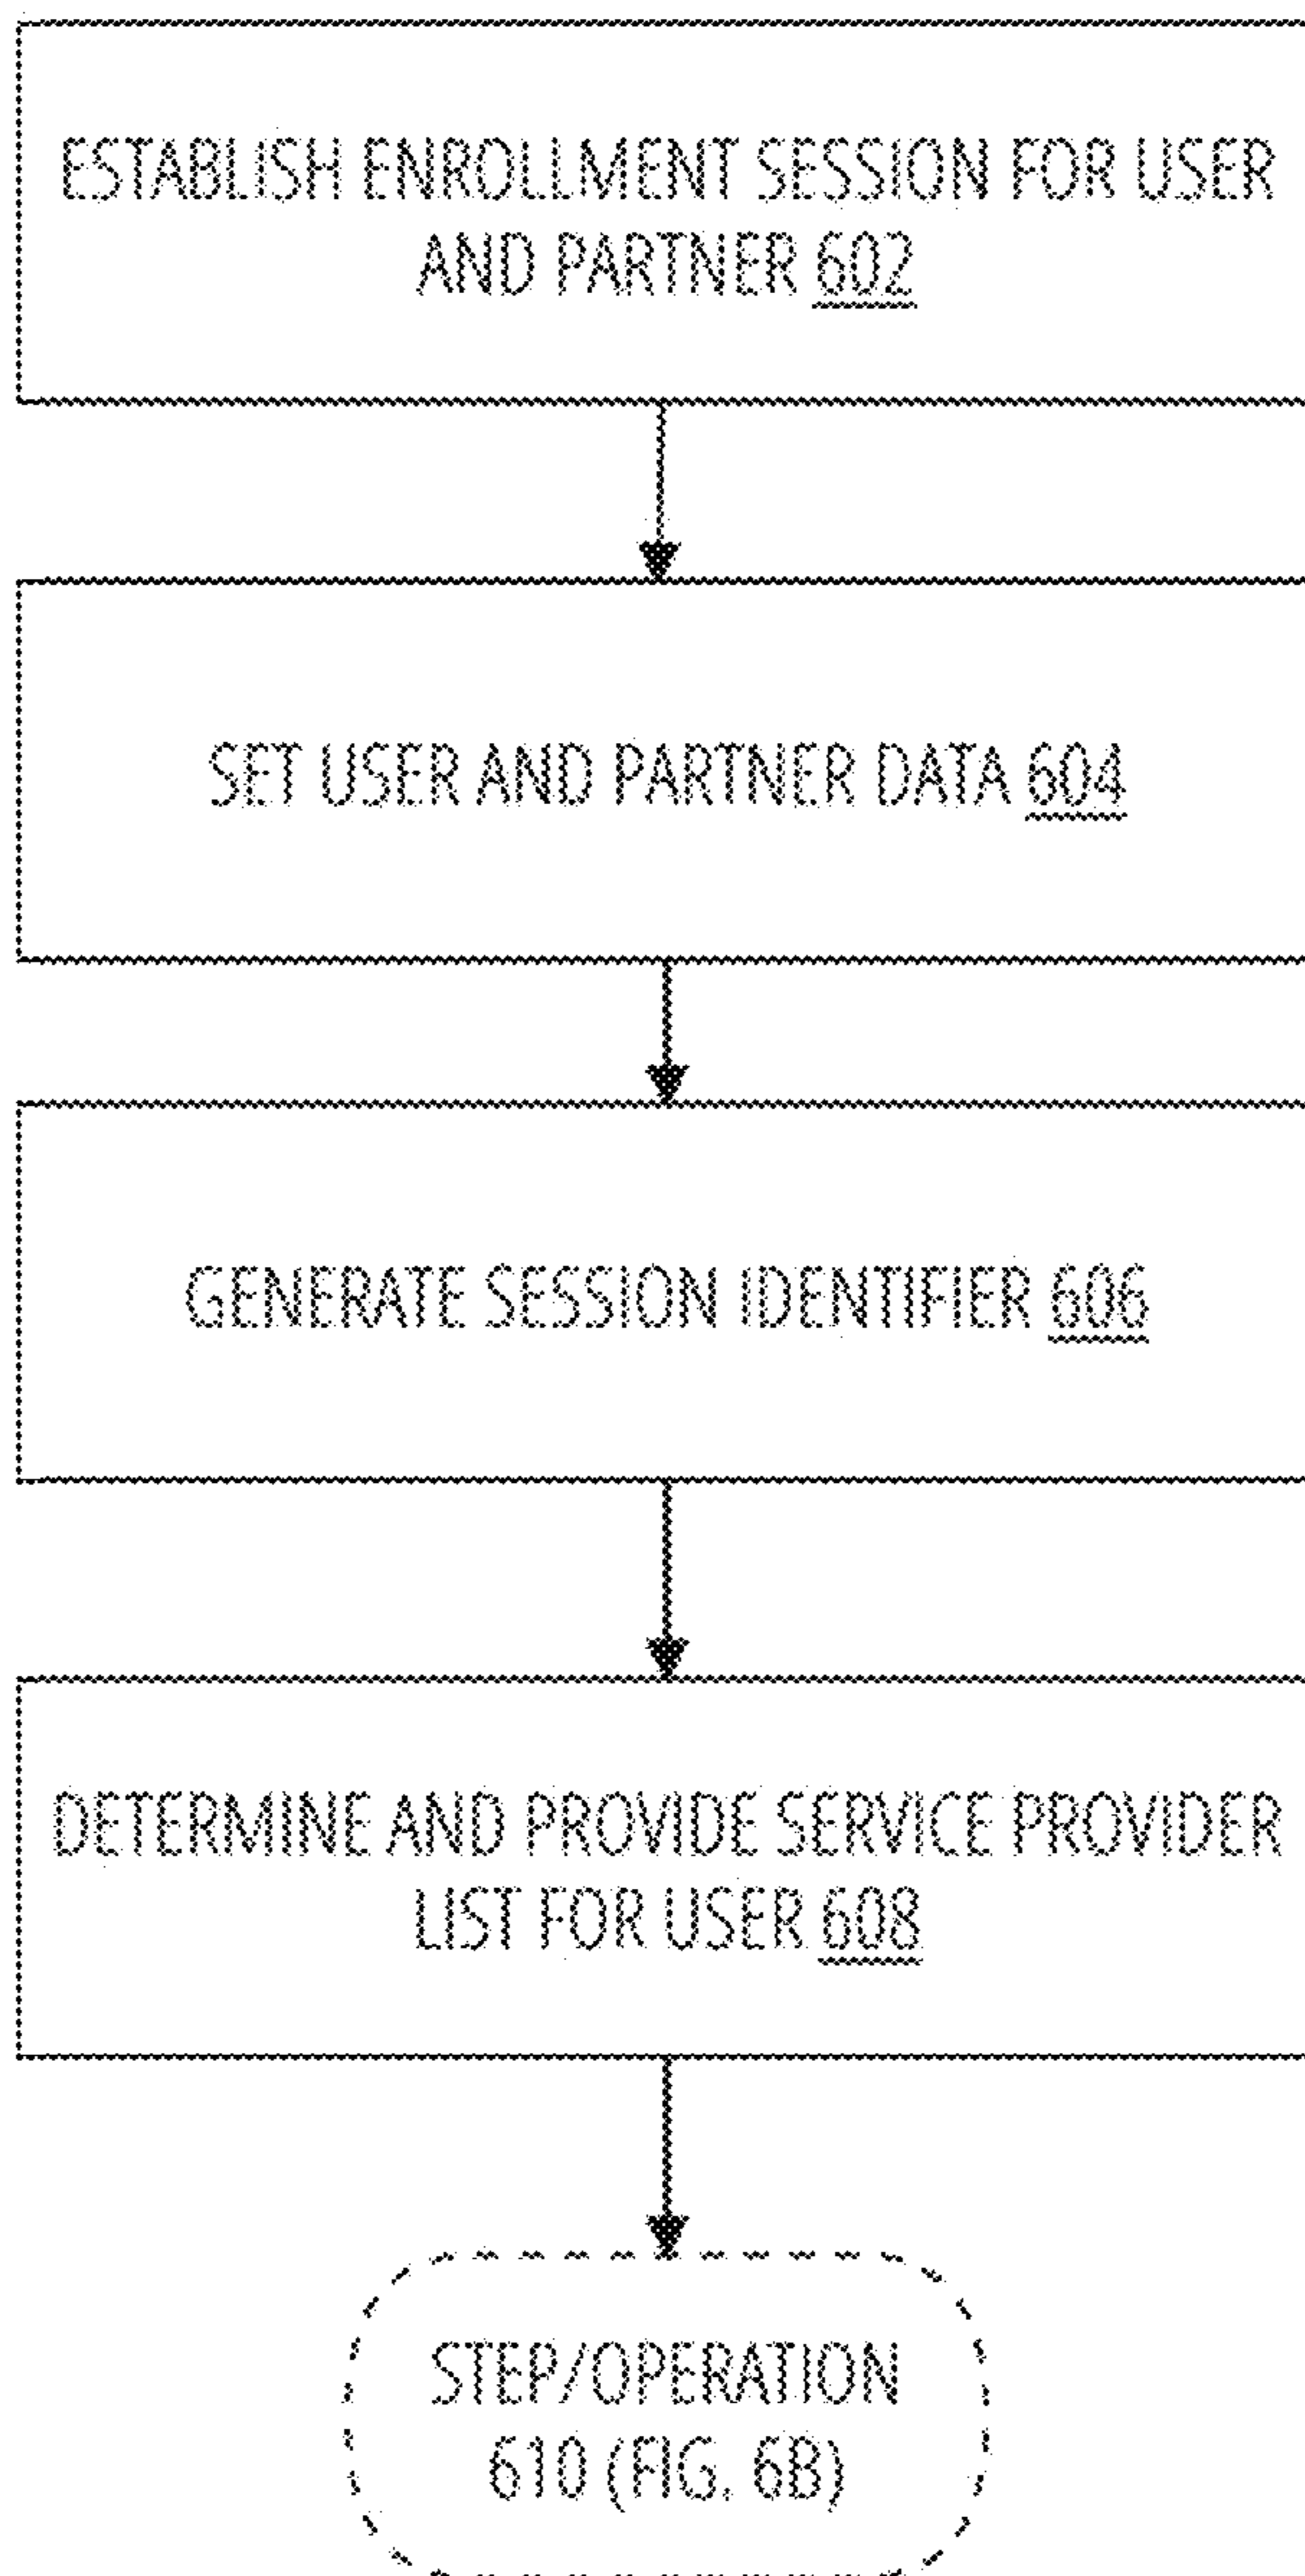 ESTABLISH ENROLLMENT SESSION FOR USER
AND PARTNER 602
SET USER AND PARTNER DATA 604
GENERATE SESSION IDENTIFIER 606
DETERMINE AND PROVIDE SERVICE PROVIDER
LIST FOR USER 608
STEP/OPERATION
610 (FIG. 6B)